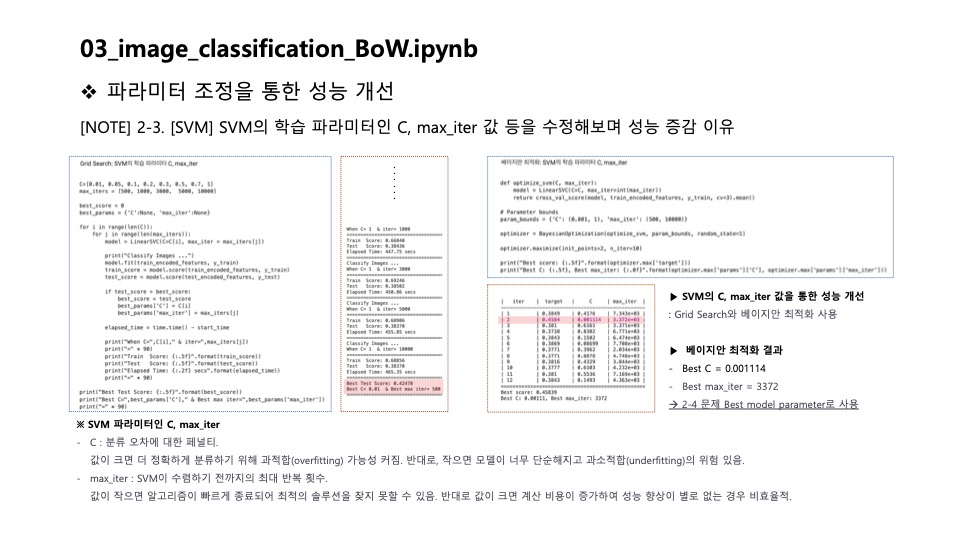 03_image_classification_BoW.ipynb
❖ 파라미터 조정을 통한 성능 개선
[NOTE] 2-3. [SVM] SVM의 학습 파라미터인 C, max_iter 값 등을 수정해보며 성능 증감 이유
Grid Search: SVM의 학습 파라미터 C, max_iter
C=[0.01, 0.05, 0.1, 0.2, 0.3, 0.5, 0.7, 1]
max_iters = [500, 1000, 3000, 5000, 10000]
best_score = 0
best_params = {'C':None, 'max_iter':None}
for i in range(len(C)):
for j in range(len(max_iters)):
model = LinearSVC(C=C[i], max_iter = max_iters[j])
print("Classify Images ...")
model.fit(train_encoded_features, y_train)
train_score = model.score(train_encoded_features, y_train)
test_score = model.score(test_encoded_features, y_test)
if test_score > best_score:
best_score = test_score
best_params['C'] = C[i]
best_params['max_iter'] = max_iters[j]
elapsed_time = time.time() - start_time
print("When C=",C[i]," & iter=",max_iters[j])
print("=" * 90)
print("Train  Score: {:.5f}".format(train_score))
print("Test   Score: {:.5f}".format(test_score))
print("Elapsed Time: {:.2f} secs".format(elapsed_time))
print("=" * 90)
print("Best Test Score: {:.5f}".format(best_score))
print("Best C=",best_params['C']," & Best max iter=",best_params['max_iter'])
print("=" * 90)
When C= 1  & iter= 1000
Train  Score: 0.66840
Test   Score: 0.38436
Elapsed Time: 447.75 secs
Classify Images ...
When C= 1  & iter= 3000
Train  Score: 0.69246
Test   Score: 0.38502
Elapsed Time: 450.86 secs
Classify Images ...
When C= 1  & iter= 5000
Train  Score: 0.68986
Test   Score: 0.38370
Elapsed Time: 455.85 secs
Classify Images ...
When C= 1  & iter= 10000
Train  Score: 0.68856
Test   Score: 0.38370
Elapsed Time: 465.35 secs
Best Test Score: 0.42478
Best C= 0.01  & Best max iter= 500
베이지안 최적화: SVM의 학습 파라미터 C, max_iter
def optimize_svm(C, max_iter):
model = LinearSVC(C=C, max_iter=int(max_iter))
return cross_val_score(model, train_encoded_features, y_train, cv=3).mean()
# Parameter bounds
param_bounds = {'C': (0.001, 1), 'max_iter': (500, 10000)}
optimizer = BayesianOptimization(optimize_svm, param_bounds, random_state=1)
optimizer.maximize(init_points=2, n_iter=10)
print("Best score: {:.5f}".format(optimizer.max['target']))
print("Best C: {:.5f}, Best max_iter: {:.0f}".format(optimizer.max['params']['C'], optimizer.max['params']['max_iter']))
| iter | target | C | max_iter |
| 1 | 0.3849 | 0.4176 | 7.343e+03 |
| 2 | 0.4584 | 0.001114 | 3.372e+03 |
| 3 | 0.381 | 0.6161 | 3.371e+03 |
| 4 | 0.3738 | 0.8302 | 6.771e+03 |
| 5 | 0.3843 | 0.1502 | 6.474e+03 |
| 6 | 0.3869 | 0.08699 | 7.700e+03 |
| 7 | 0.3771 | 0.3962 | 2.034e+03 |
| 8 | 0.3771 | 0.8870 | 4.740e+03 |
| 9 | 0.3816 | 0.4329 | 3.844e+03 |
| 10 | 0.3777 | 0.6103 | 4.232e+03 |
| 11 | 0.381 | 0.5536 | 7.169e+03 |
| 12 | 0.3843 | 0.1493 | 4.363e+03 |
Best score: 0.45839
Best C: 0.00111, Best max_iter: 3372
▶ SVM의 C, max_iter 값을 통한 성능 개선
: Grid Search와 베이지안 최적화 사용
▶ 베이지안 최적화 결과
- Best C = 0.001114
- Best max_iter = 3372
→ 2-4 문제 Best model parameter로 사용
※ SVM 파라미터인 C, max_iter
- C : 분류 오차에 대한 페널티.
값이 크면 더 정확하게 분류하기 위해 과적합(overfitting) 가능성 커짐. 반대로, 작으면 모델이 너무 단순해지고 과소적합(underfitting)의 위험 있음.
- max_iter : SVM이 수렴하기 전까지의 최대 반복 횟수.
값이 작으면 알고리즘이 빠르게 종료되어 최적의 솔루션을 찾지 못할 수 있음. 반대로 값이 크면 계산 비용이 증가하여 성능 향상이 별로 없는 경우 비효율적.